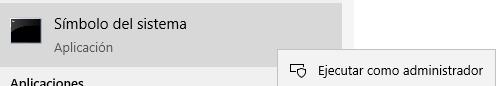 Símbolo del sistema
Aplicación
Ejecutar como administrador
Aplicaciones